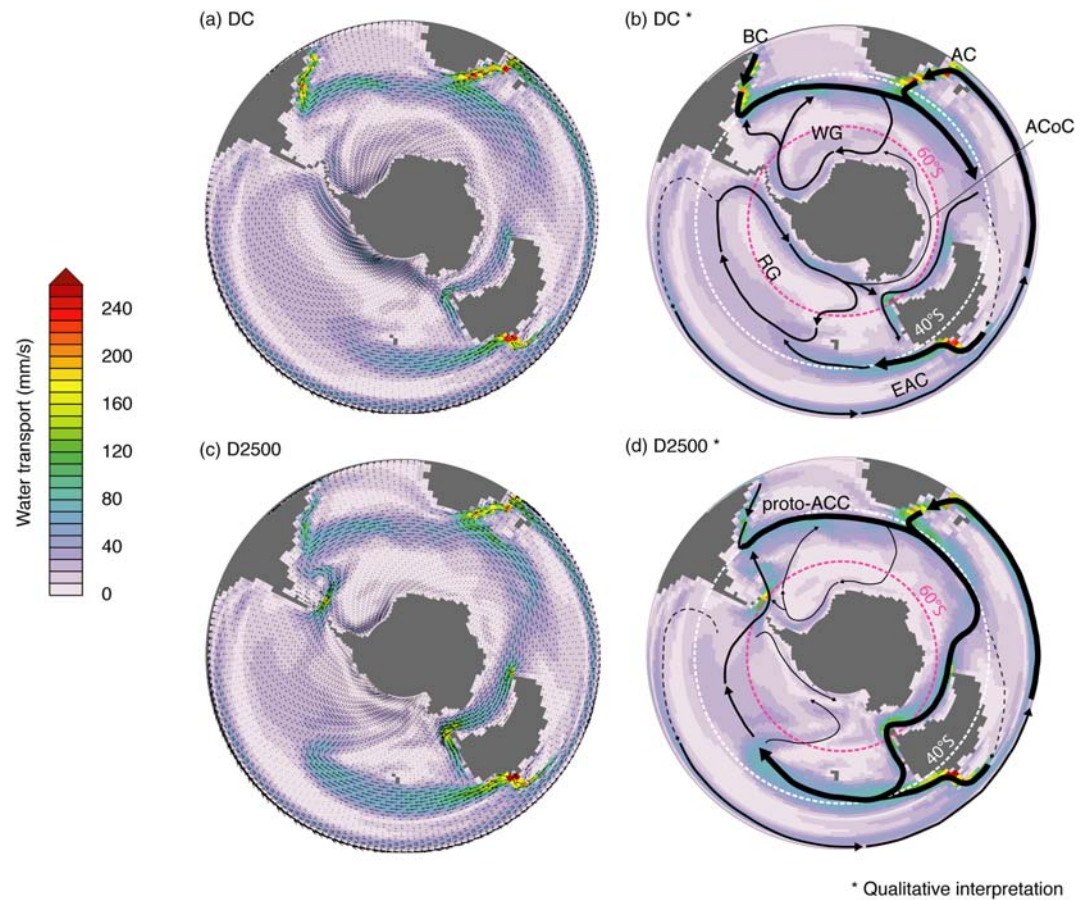 (a) DC
(b) DC *
BC
AC
ACoC
WG
60°S
RG
40°S
EAC
Water transport (mm/s)
240
200
160
120
80
40
0
(c) D2500
(d) D2500 *
proto-ACC
60°S
40°S
* Qualitative interpretation